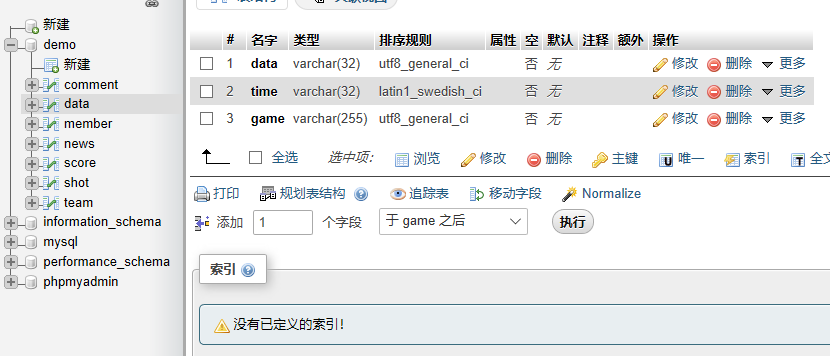 新建
demo
新建
comment
data
member
news
score
shot
team
information_schema
mysql
performance_schema
phpmyadmin
# 名字 类型 排序规则 属性 空 默认 注释 额外 操作
1 data varchar(32) utf8_general_ci 否 无 修改 删除 更多
2 time varchar(32) latin1_swedish_ci 否 无 修改 删除 更多
3 game varchar(255) utf8_general_ci 否 无 修改 删除 更多
全选 选中项: 浏览 修改 删除 主键 U 唯一 索引 T 全文
打印 规划表结构 追踪表 移动字段 Normalize
添加 1 个字段 于 game 之后 执行
索引
没有已定义的索引!